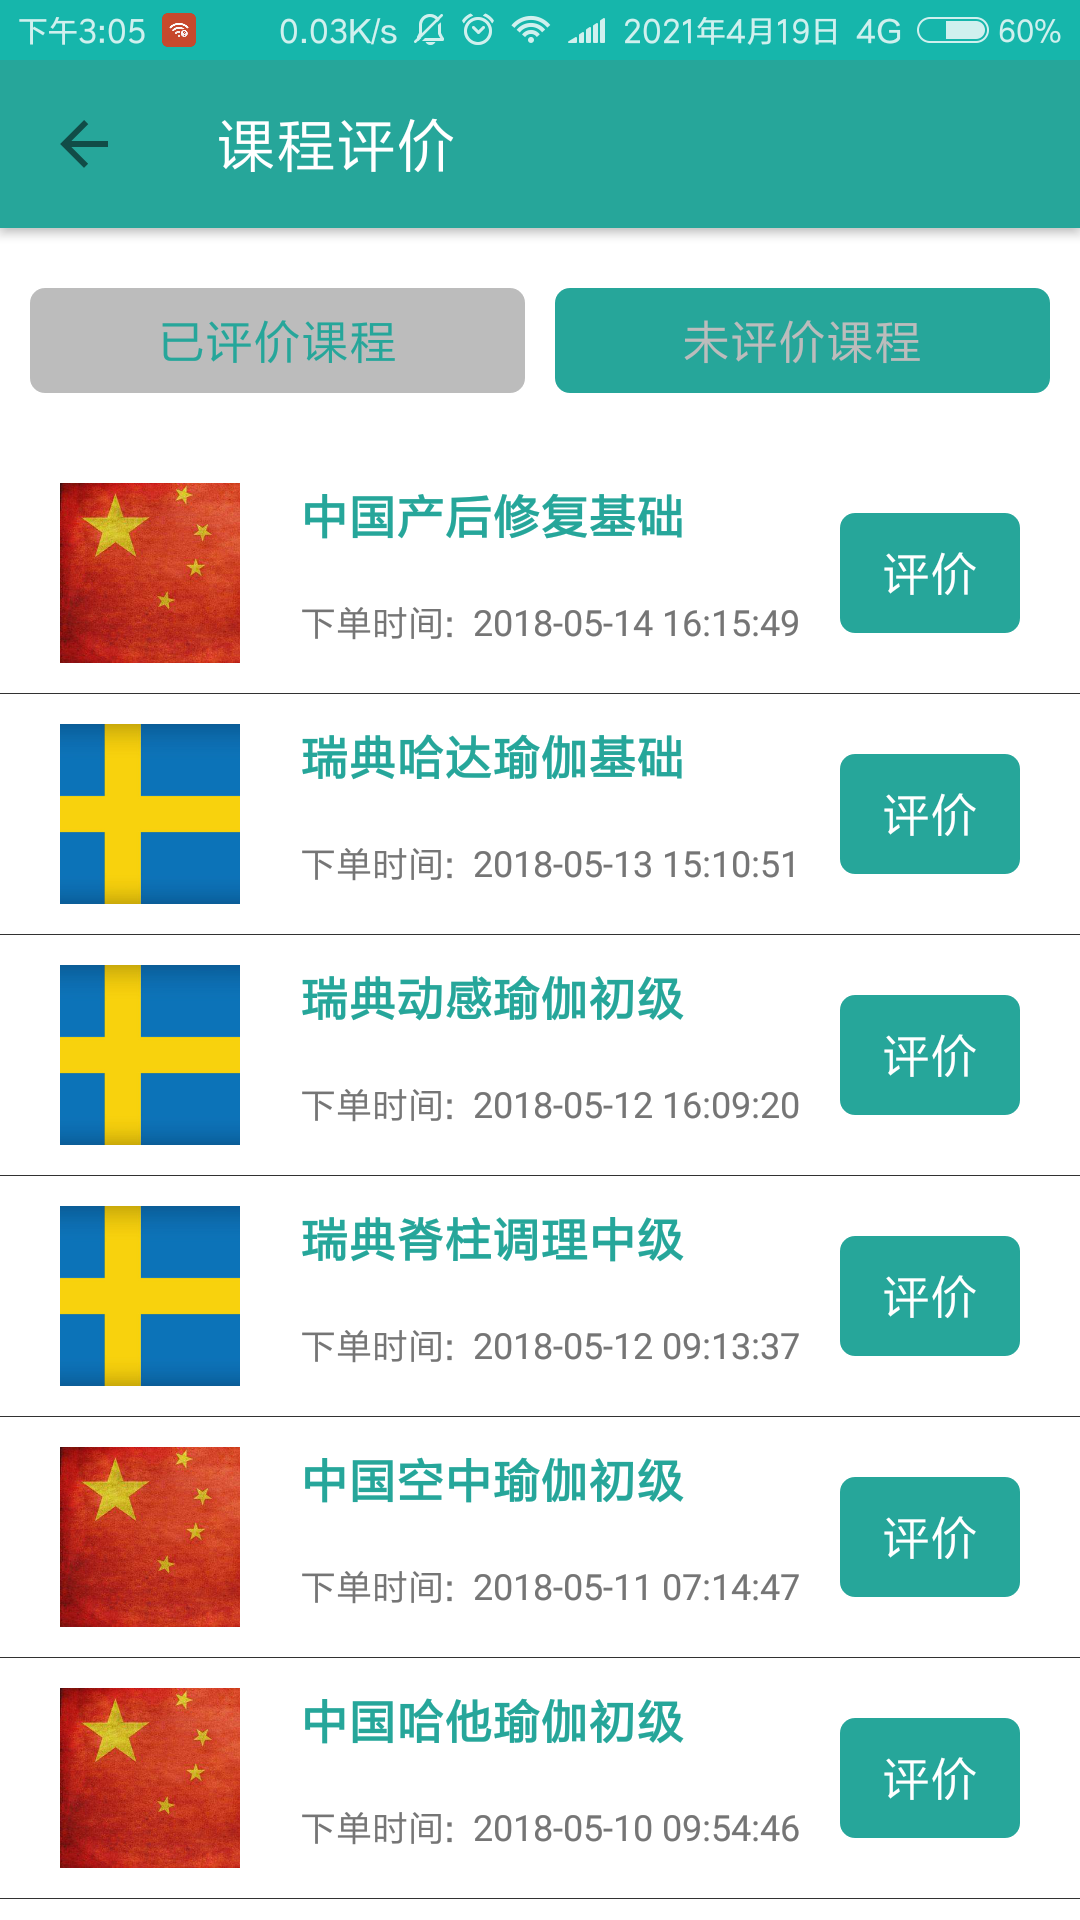 下午3:05 0.03K/s 2021年4月19日 4G 60%
课程评价
已评价课程 未评价课程
中国产后修复基础
下单时间: 2018-05-14 16:15:49
评价
瑞典哈达瑜伽基础
下单时间: 2018-05-13 15:10:51
评价
瑞典动感瑜伽初级
下单时间: 2018-05-12 16:09:20
评价
瑞典脊柱调理中级
下单时间: 2018-05-12 09:13:37
评价
中国空中瑜伽初级
下单时间: 2018-05-11 07:14:47
评价
中国哈他瑜伽初级
下单时间: 2018-05-10 09:54:46
评价